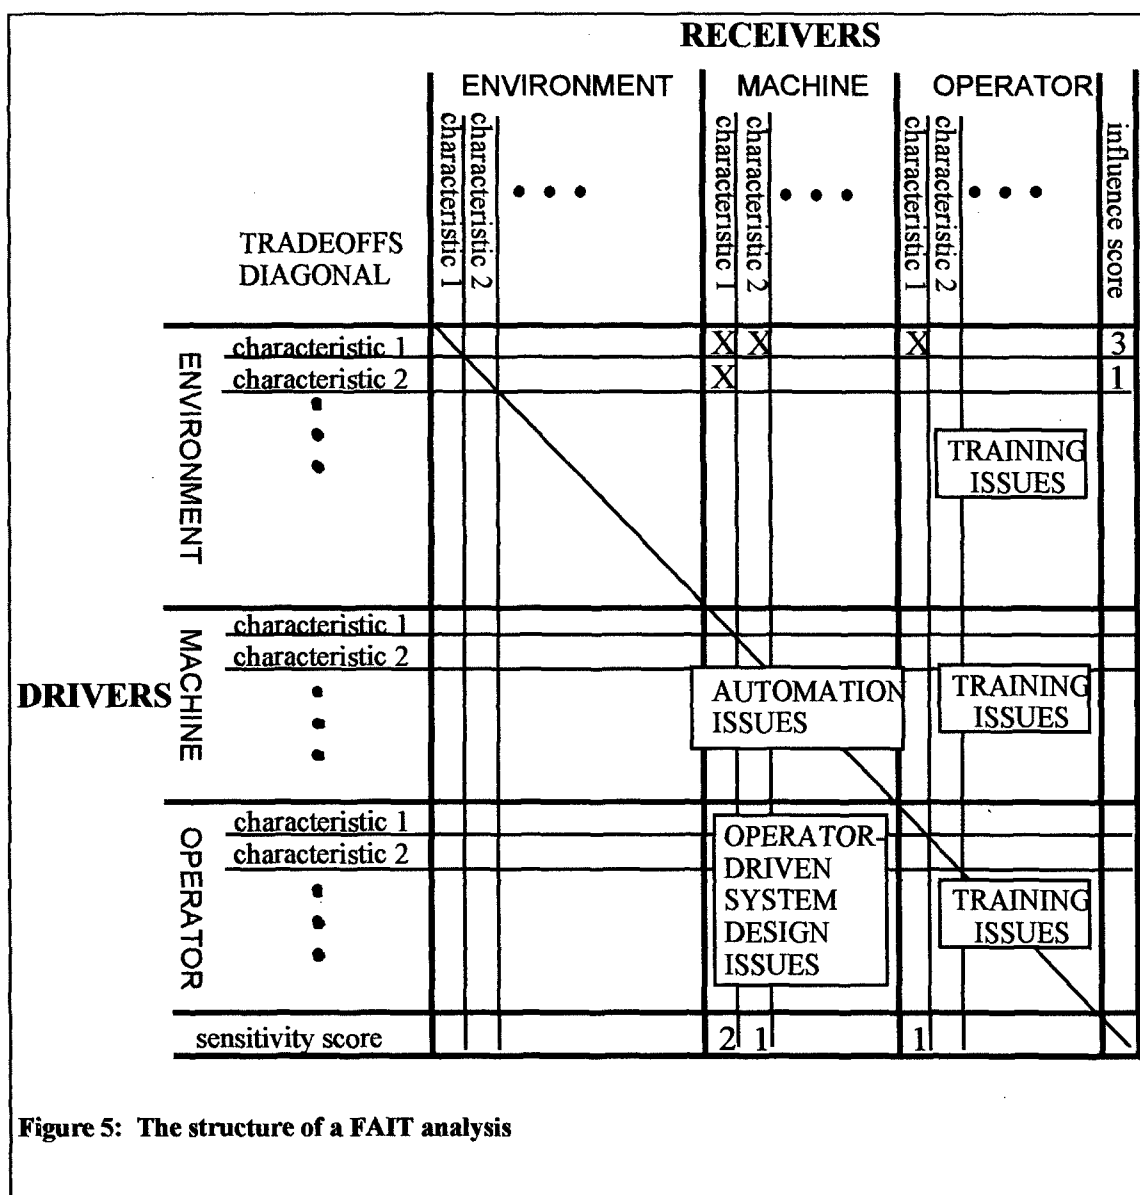 RECEIVERS
ENVIRONMENT
MACHINE
OPERATOR
characteristic 1
characteristic 2
characteristic 1
characteristic 2
characteristic 1
characteristic 2
influence score
TRADEOFFS
DIAGONAL
DRIVERS
ENVIRONMENT
characteristic 1
X X X 3
characteristic 2
X 1
TRAINING
ISSUES
MACHINE
characteristic 1
characteristic 2
AUTOMATION
ISSUES
TRAINING
ISSUES
OPERATOR
characteristic 1
characteristic 2
OPERATOR-
DRIVEN
SYSTEM
DESIGN
ISSUES
TRAINING
ISSUES
sensitivity score
2 1 1
Figure 5: The structure of a FAIT analysis